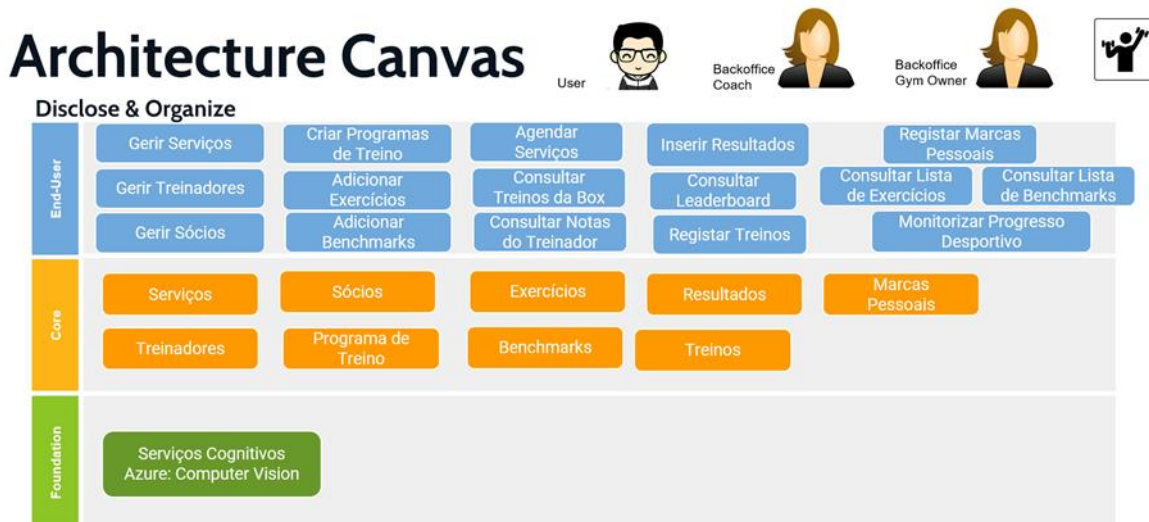 Architecture Canvas
User
Backoffice
Coach
Backoffice
Gym Owner
Disclose & Organize
End-User
Gerir Serviços
Criar Programas
de Treino
Agendar
Serviços
Inserir Resultados
Registar Marcas
Pessoais
Gerir Treinadores
Adicionar
Exercícios
Consultar
Treinos da Box
Consultar
Leaderboard
Consultar Lista
de Exercícios
Consultar Lista
de Benchmarks
Gerir Sócios
Adicionar
Benchmarks
Consultar Notas
do Treinador
Registar Treinos
Monitorizar Progresso
Desportivo
Core
Serviços
Sócios
Exercícios
Resultados
Marcas
Pessoais
Treinadores
Programa de
Treino
Benchmarks
Treinos
Foundation
Serviços Cognitivos
Azure: Computer Vision